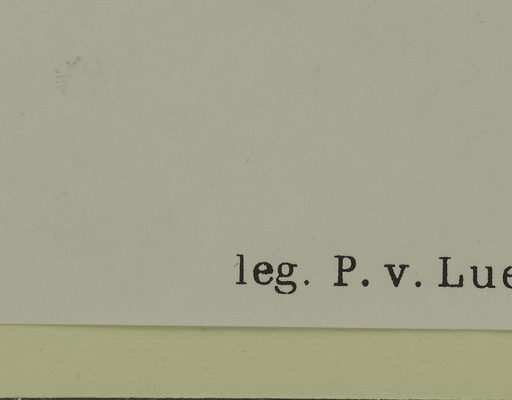 leg. P. v. Lue